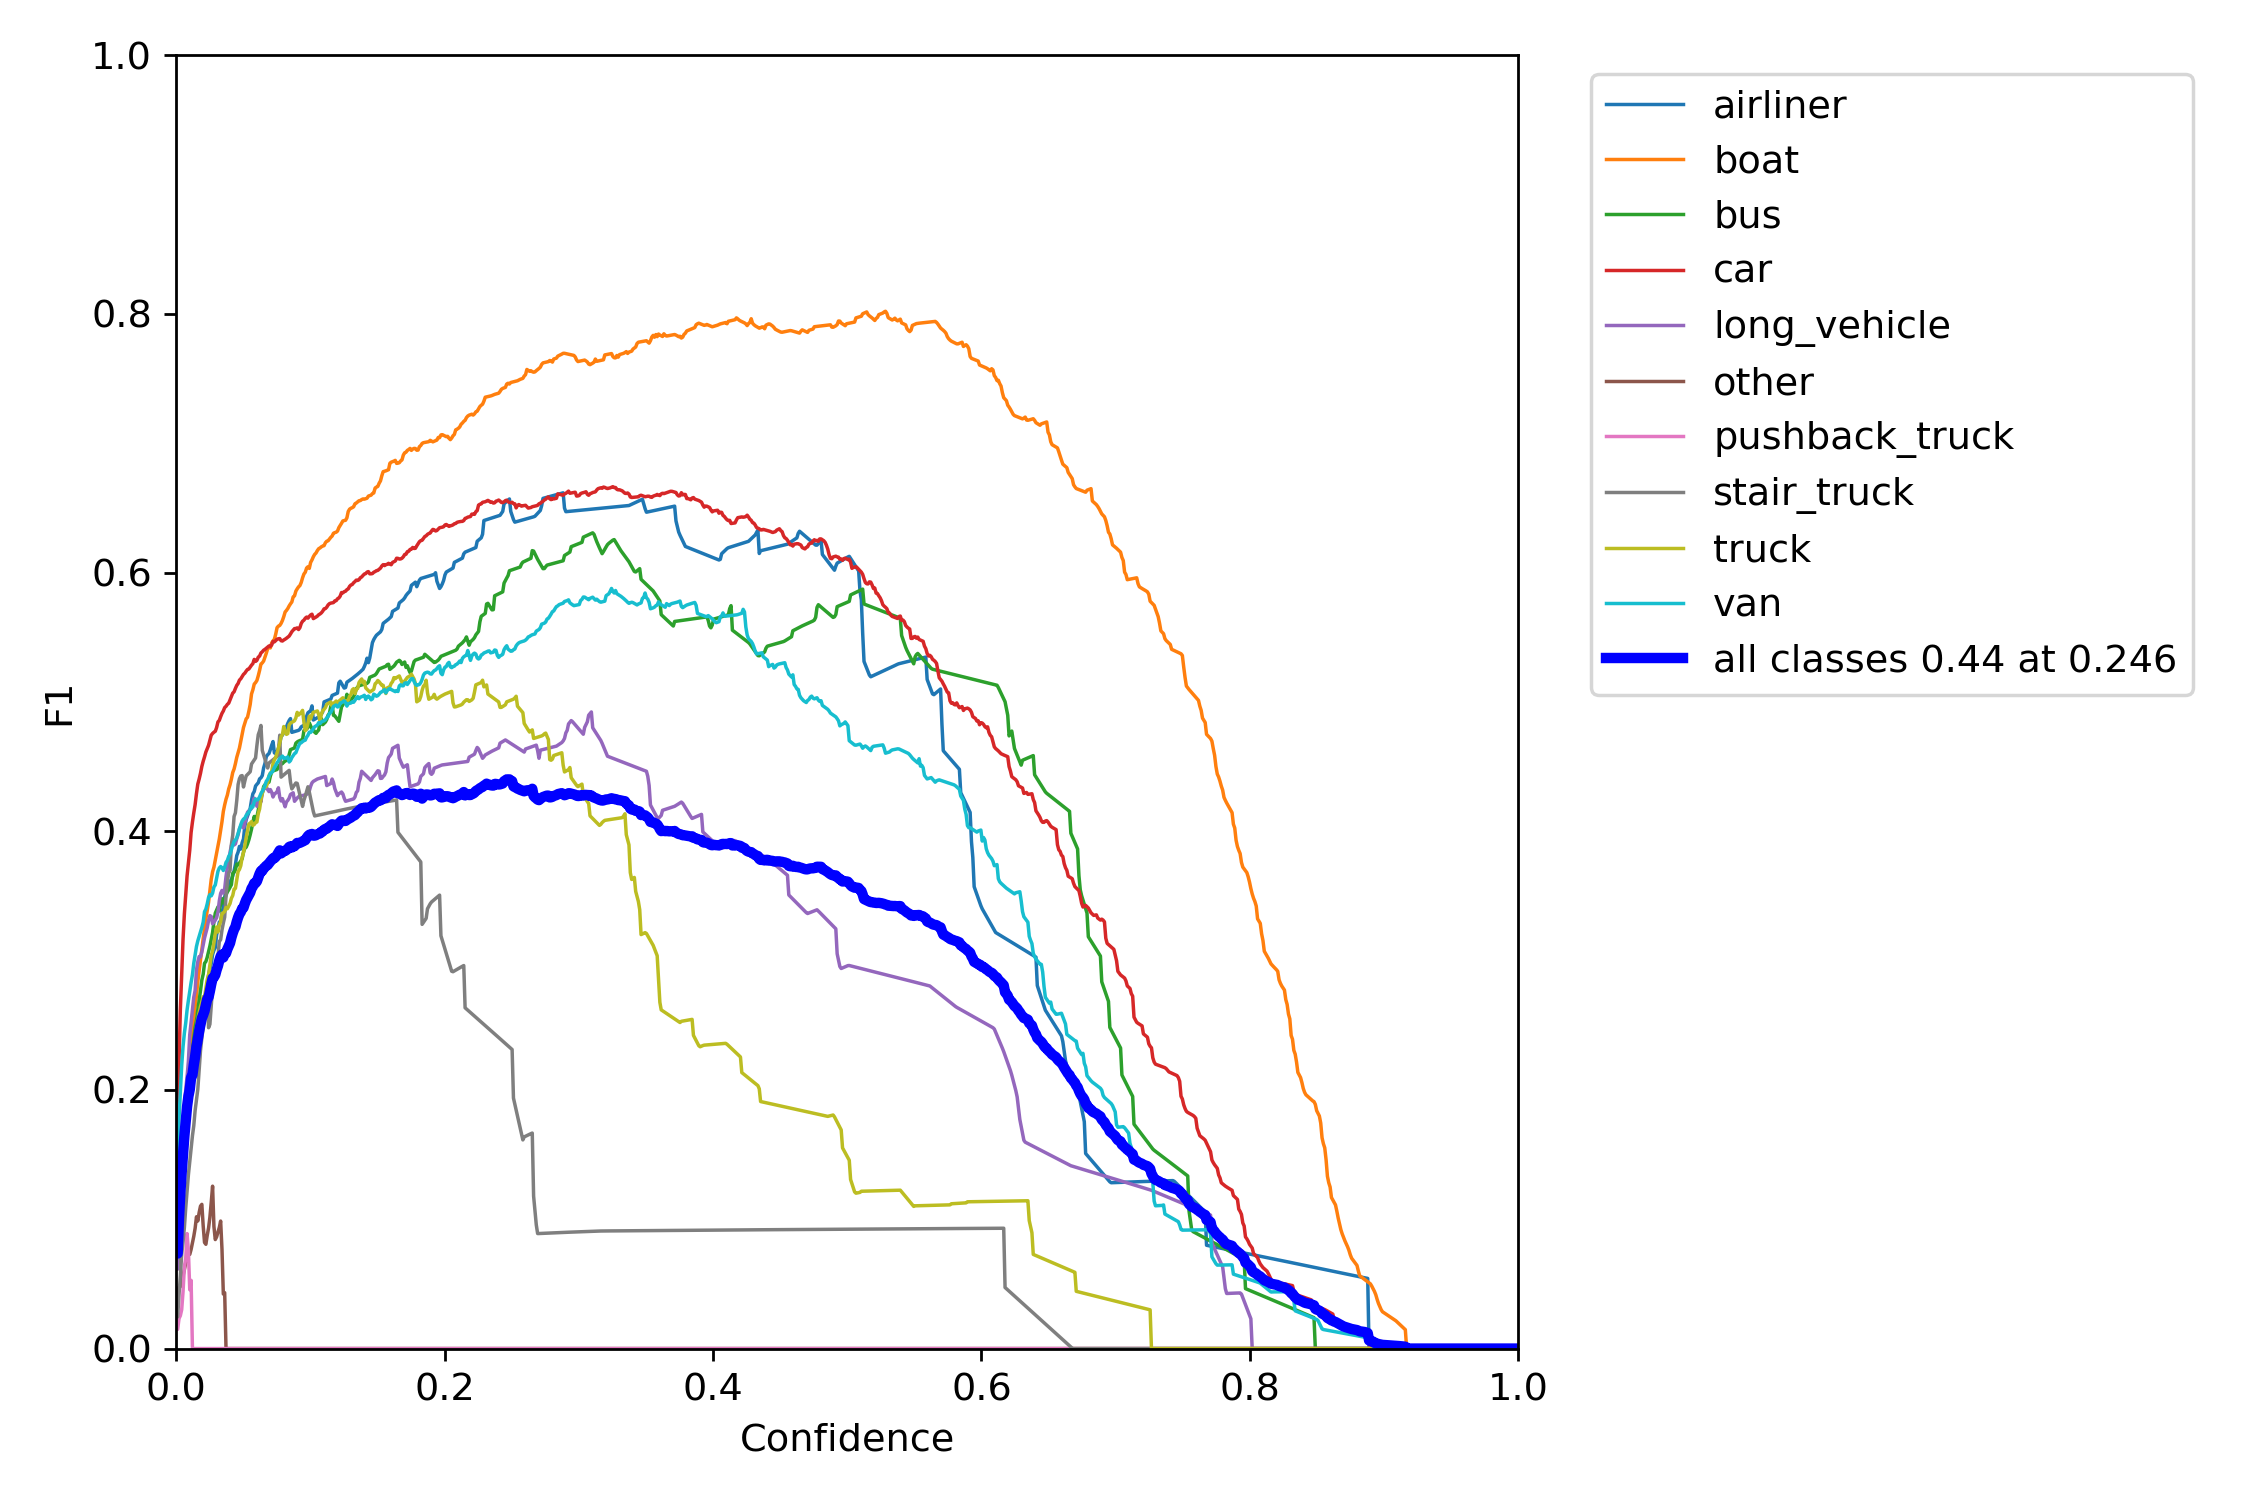 1.0
0.8
0.6
0.4
0.2
0.0
F1
0.0 0.2 0.4 0.6 0.8 1.0
Confidence
airliner
boat
bus
car
long_vehicle
other
pushback_truck
stair_truck
truck
van
all classes 0.44 at 0.246